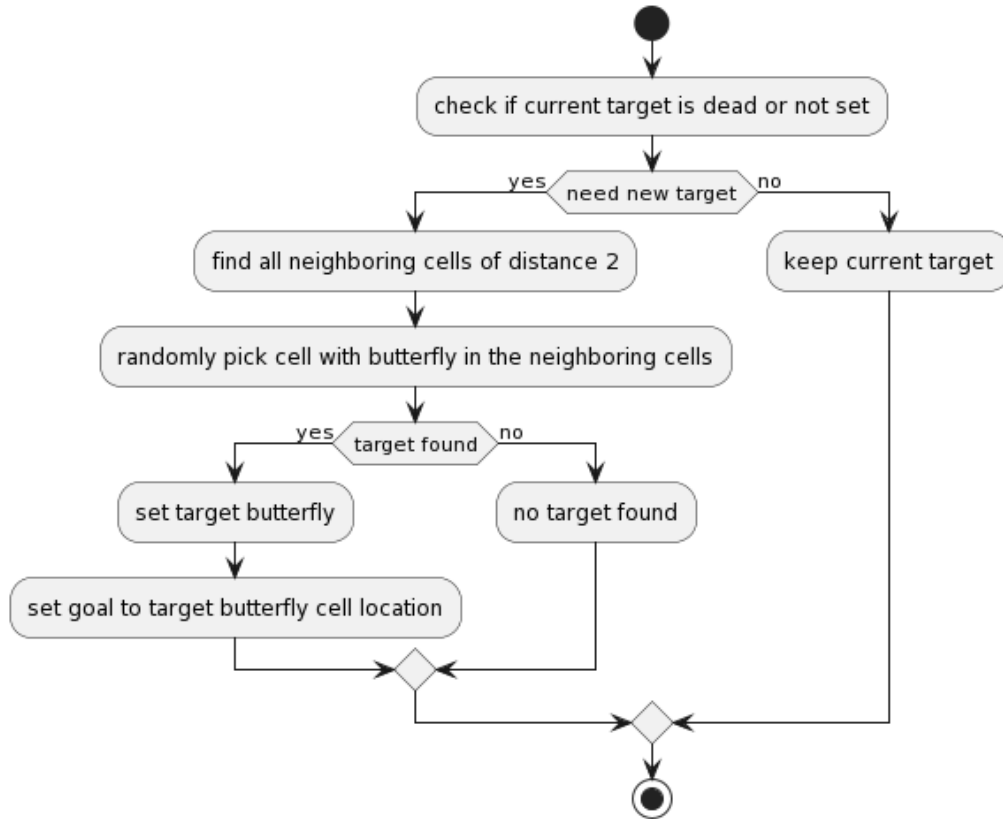 check if current target is dead or not set
yes
need new target
no
find all neighboring cells of distance 2
keep current target
randomly pick cell with butterfly in the neighboring cells
yes
target found
no
set target butterfly
no target found
set goal to target butterfly cell location